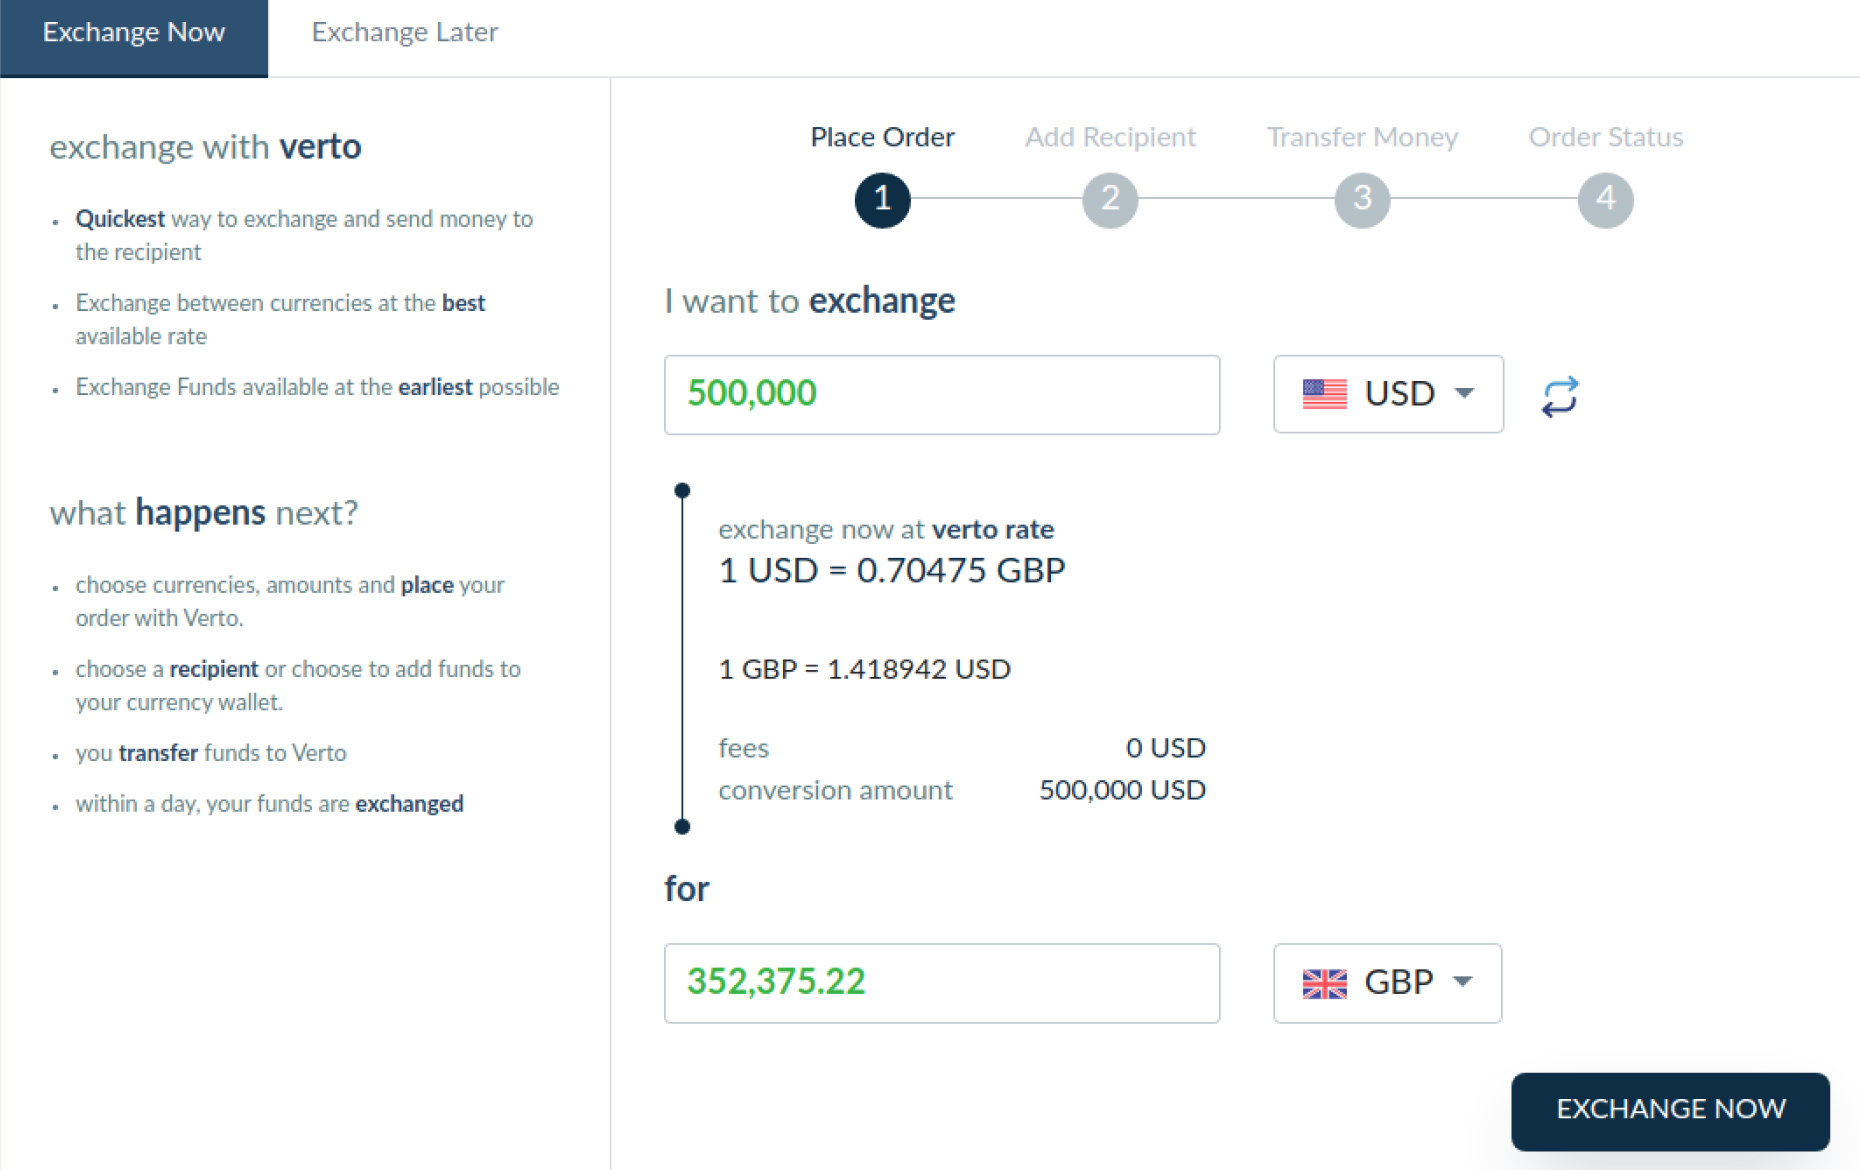 Exchange Now
Exchange Later
exchange with verto
Quickest way to exchange and send money to
the recipient
Exchange between currencies at the best
available rate
Exchange Funds available at the earliest possible
what happens next?
choose currencies, amounts and place your
order with Verto.
choose a recipient or choose to add funds to
your currency wallet.
you transfer funds to Verto
within a day, your funds are exchanged
Place Order
Add Recipient
Transfer Money
Order Status
1
2
3
4
I want to exchange
500,000
USD
exchange now at verto rate
1 USD = 0.70475 GBP
1 GBP = 1.418942 USD
fees 0 USD
conversion amount 500,000 USD
for
352,375.22
GBP
EXCHANGE NOW